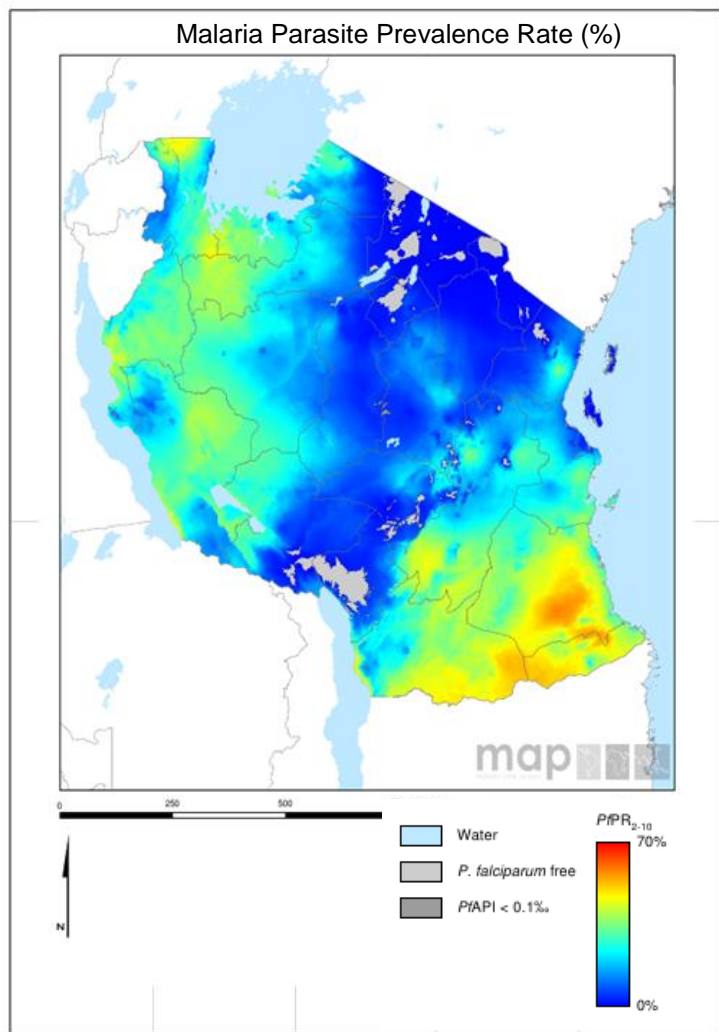 Malaria Parasite Prevalence Rate (%)
map
0 250 500
N
Water
P. falciparum free
PfAPI < 0.1‰
PfPR2-10
70%
0%